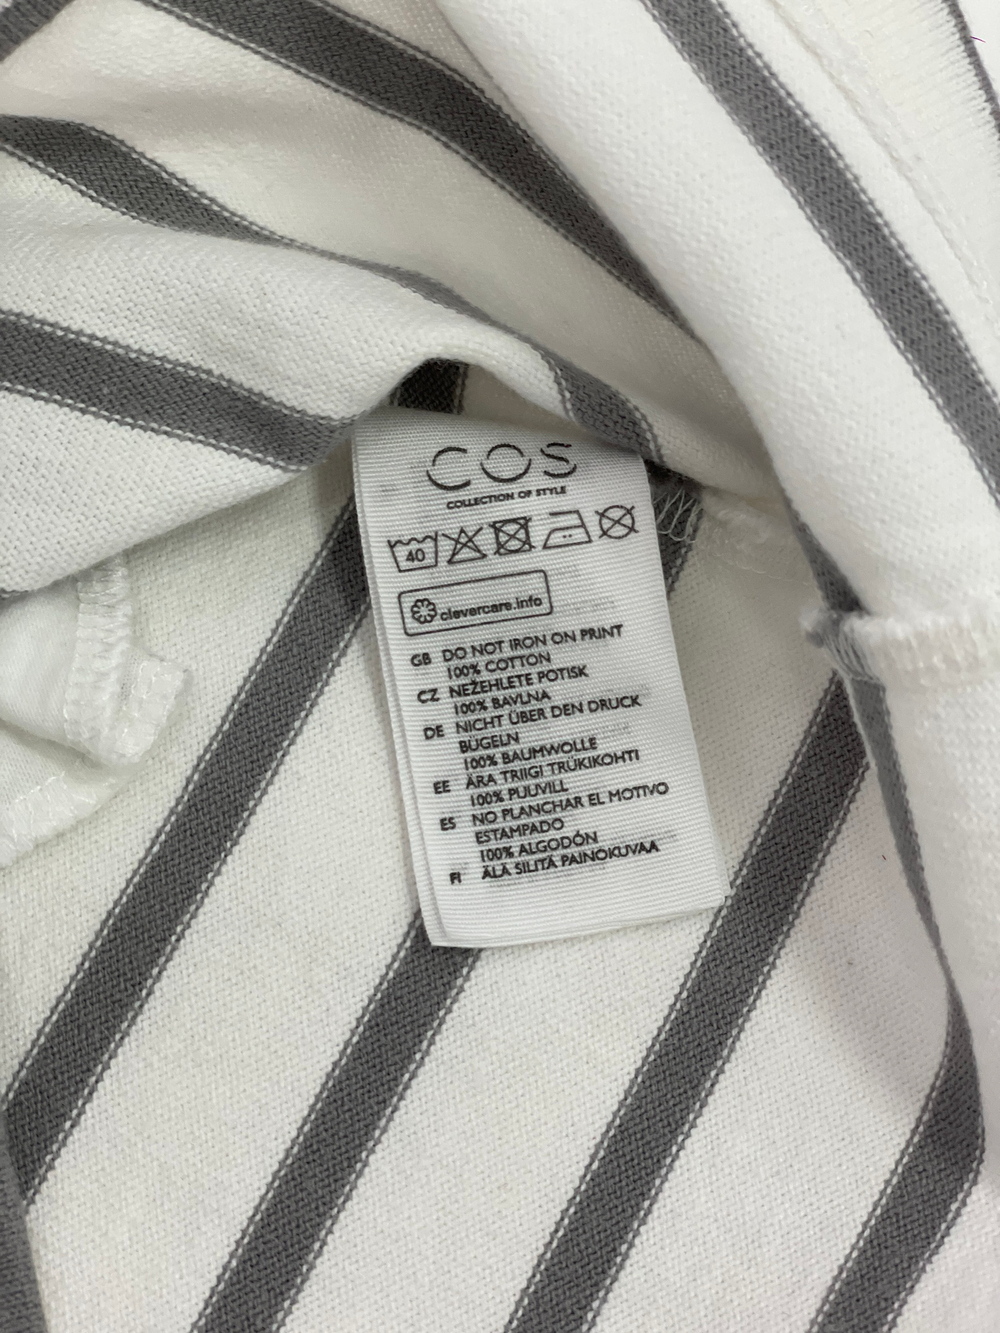 COS
COLLECTION OF STYLE
40
clevercare.info
GB DO NOT IRON ON PRINT
100% COTTON
CZ NEŽEHLETE POTISK
100% BAVLNA
DE NICHT ÜBER DEN DRUCK
BÜGELN
100% BAUMWOLLE
EE ÄRA TRIIGI TRÜKIKOHTI
100% PUUVILL
ES NO PLANCHAR EL MOTIVO
ESTAMPADO
100% ALGODÓN
FI ÄLÄ SILITÄ PAINOKUVAA